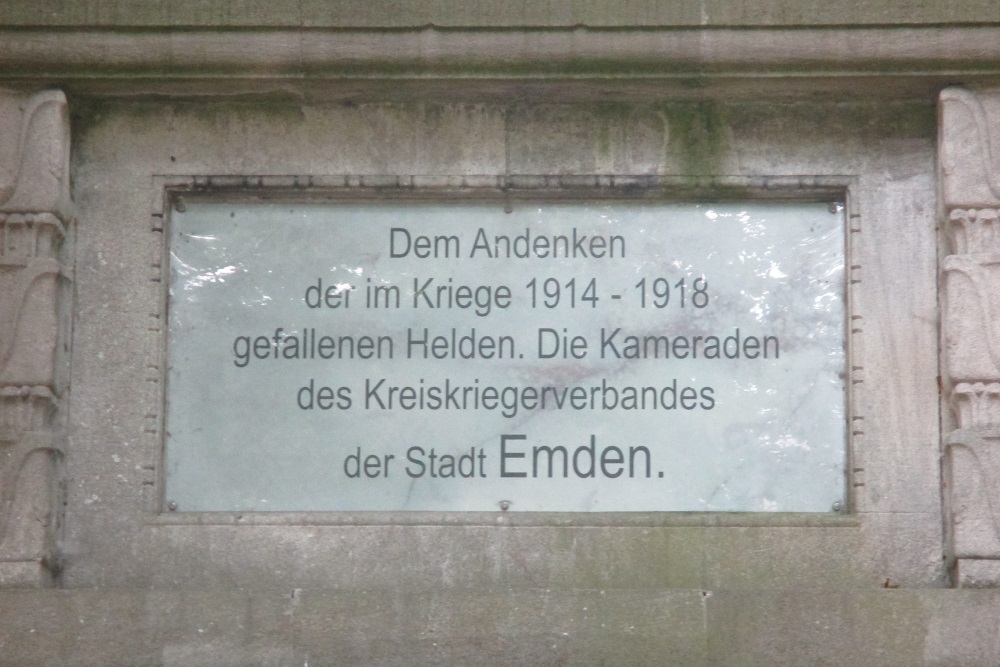 Dem Andenken
der im Kriege 1914 - 1918
gefallenen Helden. Die Kameraden
des Kreiskriegerverbandes
der Stadt Emden.